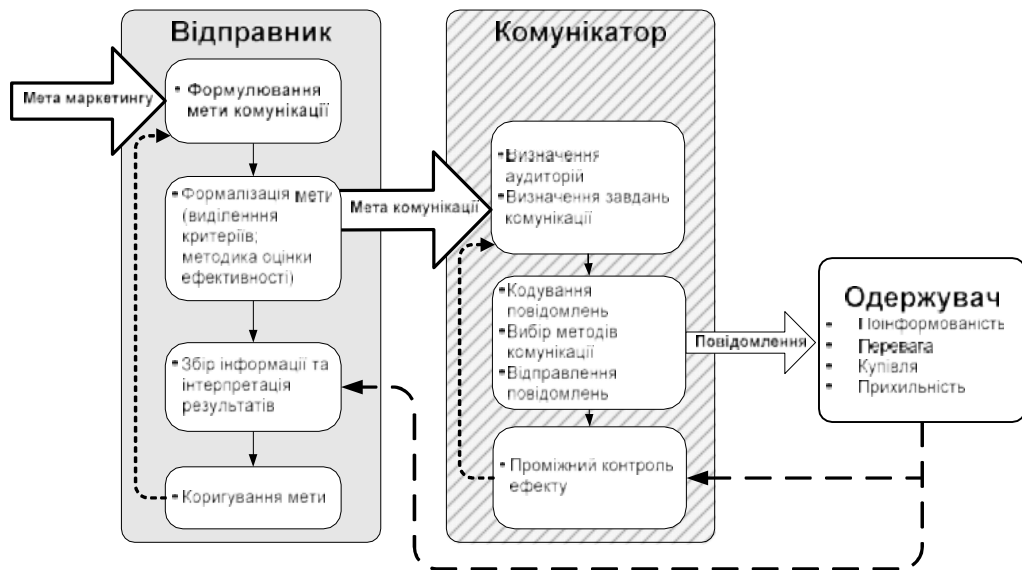 Відправник
Мета маркетингу
Формулювання
мети комунікації
Формалізація мети
(виділенння
критеріїв;
методика оцінки
ефективності)
Збір інформації та
інтерпретація
результатів
Коригування мети
Мета комунікації
Комунікатор
Визначення
аудиторій
Визначення завдань
комунікації
Кодування
повідомлень
Вибір методів
комунікації
Відправлення
повідомлень
Проміжний контроль
ефекту
Повідомлення
Одержувач
Поінформованість
Перевага
Купівля
Прихильність